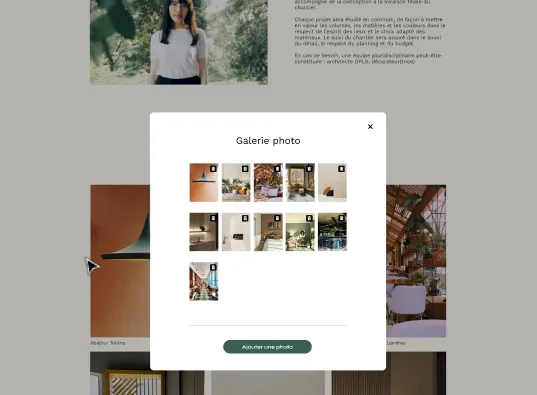 accompagne de la conception à la livraison finale du
chantier.
Chaque projet sera étudié en commun, de façon à mettre
en valeur les volumes, les matières et les couleurs dans le
respect de l'esprit des lieux et le choix adapté des
matériaux. Le suivi du chantier sera assuré dans le souci
du détail, le respect du planning et du budget.
En cas de besoin, une équipe pluridisciplinaire peut-être
constituée : architecte DPLG, décorateur(trice)
Galerie photo
Abajour Tahina
Londres
Ajouter une photo